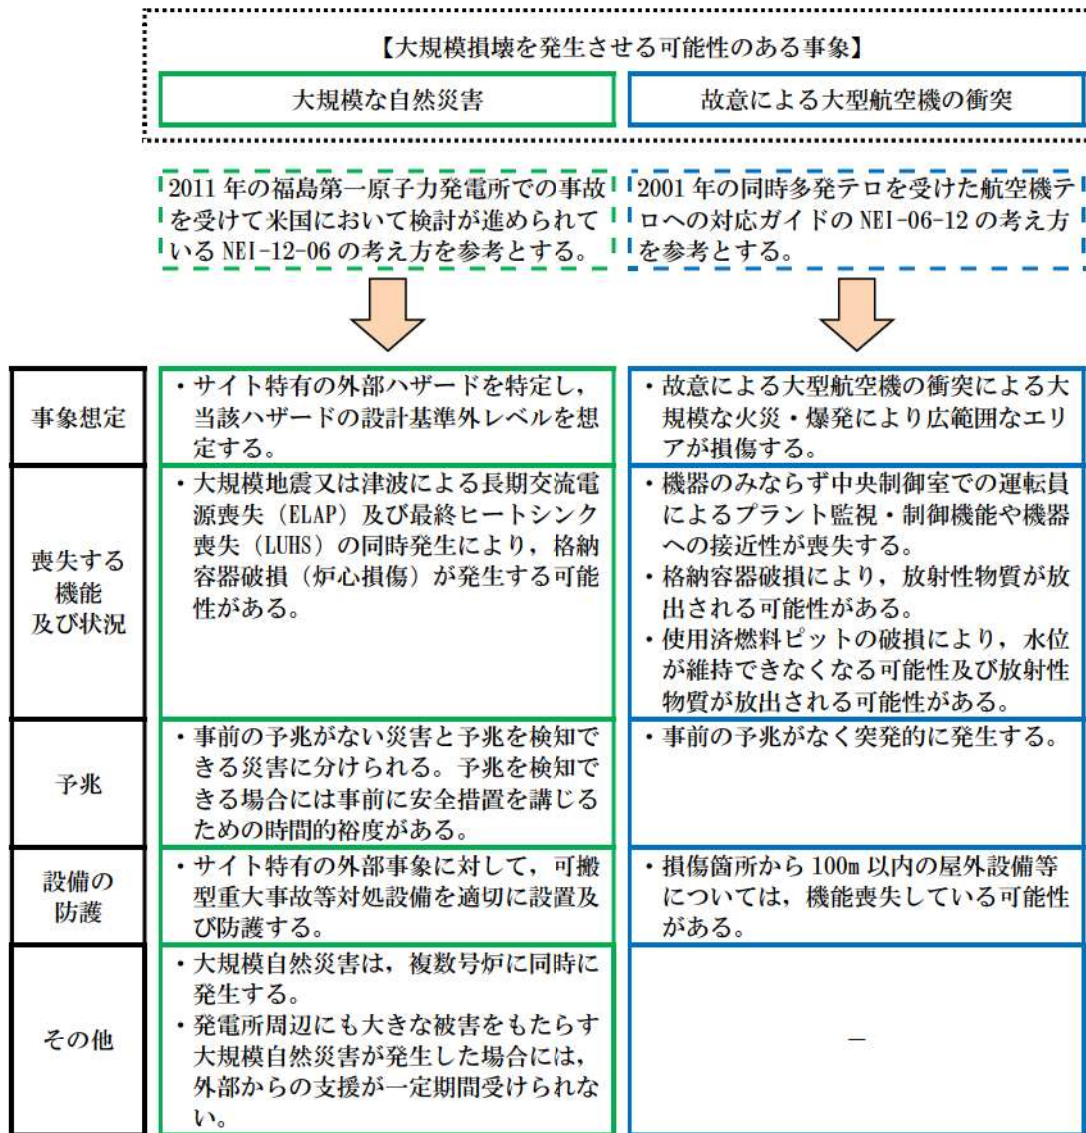 【大規模損壊を発生させる可能性のある事象】
大規模な自然災害
故意による大型航空機の衝突
2011 年の福島第一原子力発電所での事故
を受けて米国において検討が進められて
いる NEI-12-06 の考え方を参考とする。
2001 年の同時多発テロを受けた航空機テ
ロへの対応ガイドの NEI-06-12 の考え方
を参考とする。
事象想定
・サイト特有の外部ハザードを特定し,
当該ハザードの設計基準外レベルを想
定する。
・故意による大型航空機の衝突による大
規模な火災・爆発により広範囲なエリ
アが損傷する。
喪失する
機能
及び状況
・大規模地震又は津波による長期交流電
源喪失（ELAP）及び最終ヒートシンク
喪失（LUHS）の同時発生により，格納
容器破損（炉心損傷）が発生する可能
性がある。
・機器のみならず中央制御室での運転員
によるプラント監視・制御機能や機器
への接近性が喪失する。
・格納容器破損により，放射性物質が放
出される可能性がある。
・使用済燃料ピットの破損により，水位
が維持できなくなる可能性及び放射性
物質が放出される可能性がある。
予兆
・事前の予兆がない災害と予兆を検知で
きる災害に分けられる。予兆を検知で
きる場合には事前に安全措置を講じる
ための時間的裕度がある。
・事前の予兆がなく突発的に発生する。
設備の
防護
・サイト特有の外部事象に対して，可搬
型重大事故等対処設備を適切に設置及
び防護する。
・損傷箇所から 100m 以内の屋外設備等
については，機能喪失している可能性
がある。
その他
・大規模自然災害は，複数号炉に同時に
発生する。
・発電所周辺にも大きな被害をもたらす
大規模自然災害が発生した場合には，
外部からの支援が一定期間受けられな
い。
－